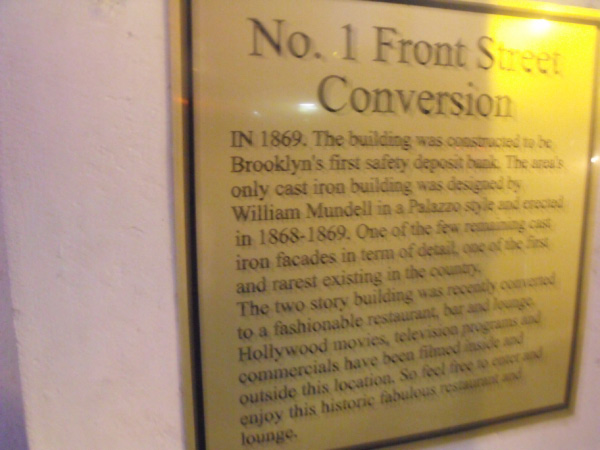 No. 1 Front Street
Conversion
IN 1869. The building was constructed to be
Brooklyn's first safety deposit bank. The area's
only cast iron building was designed by
William Mundell in a Palazzo style and erected
in 1868-1869. One of the few remaining cast
iron facades in term of detail, one of the first
and rarest existing in the country.
The two story building was recently converted
to a fashionable restaurant, bar and lounge.
Hollywood movies, television programs and
commercials have been filmed inside and
outside this location. So feel free to enter and
enjoy this historic fabulous restaurant and
lounge.